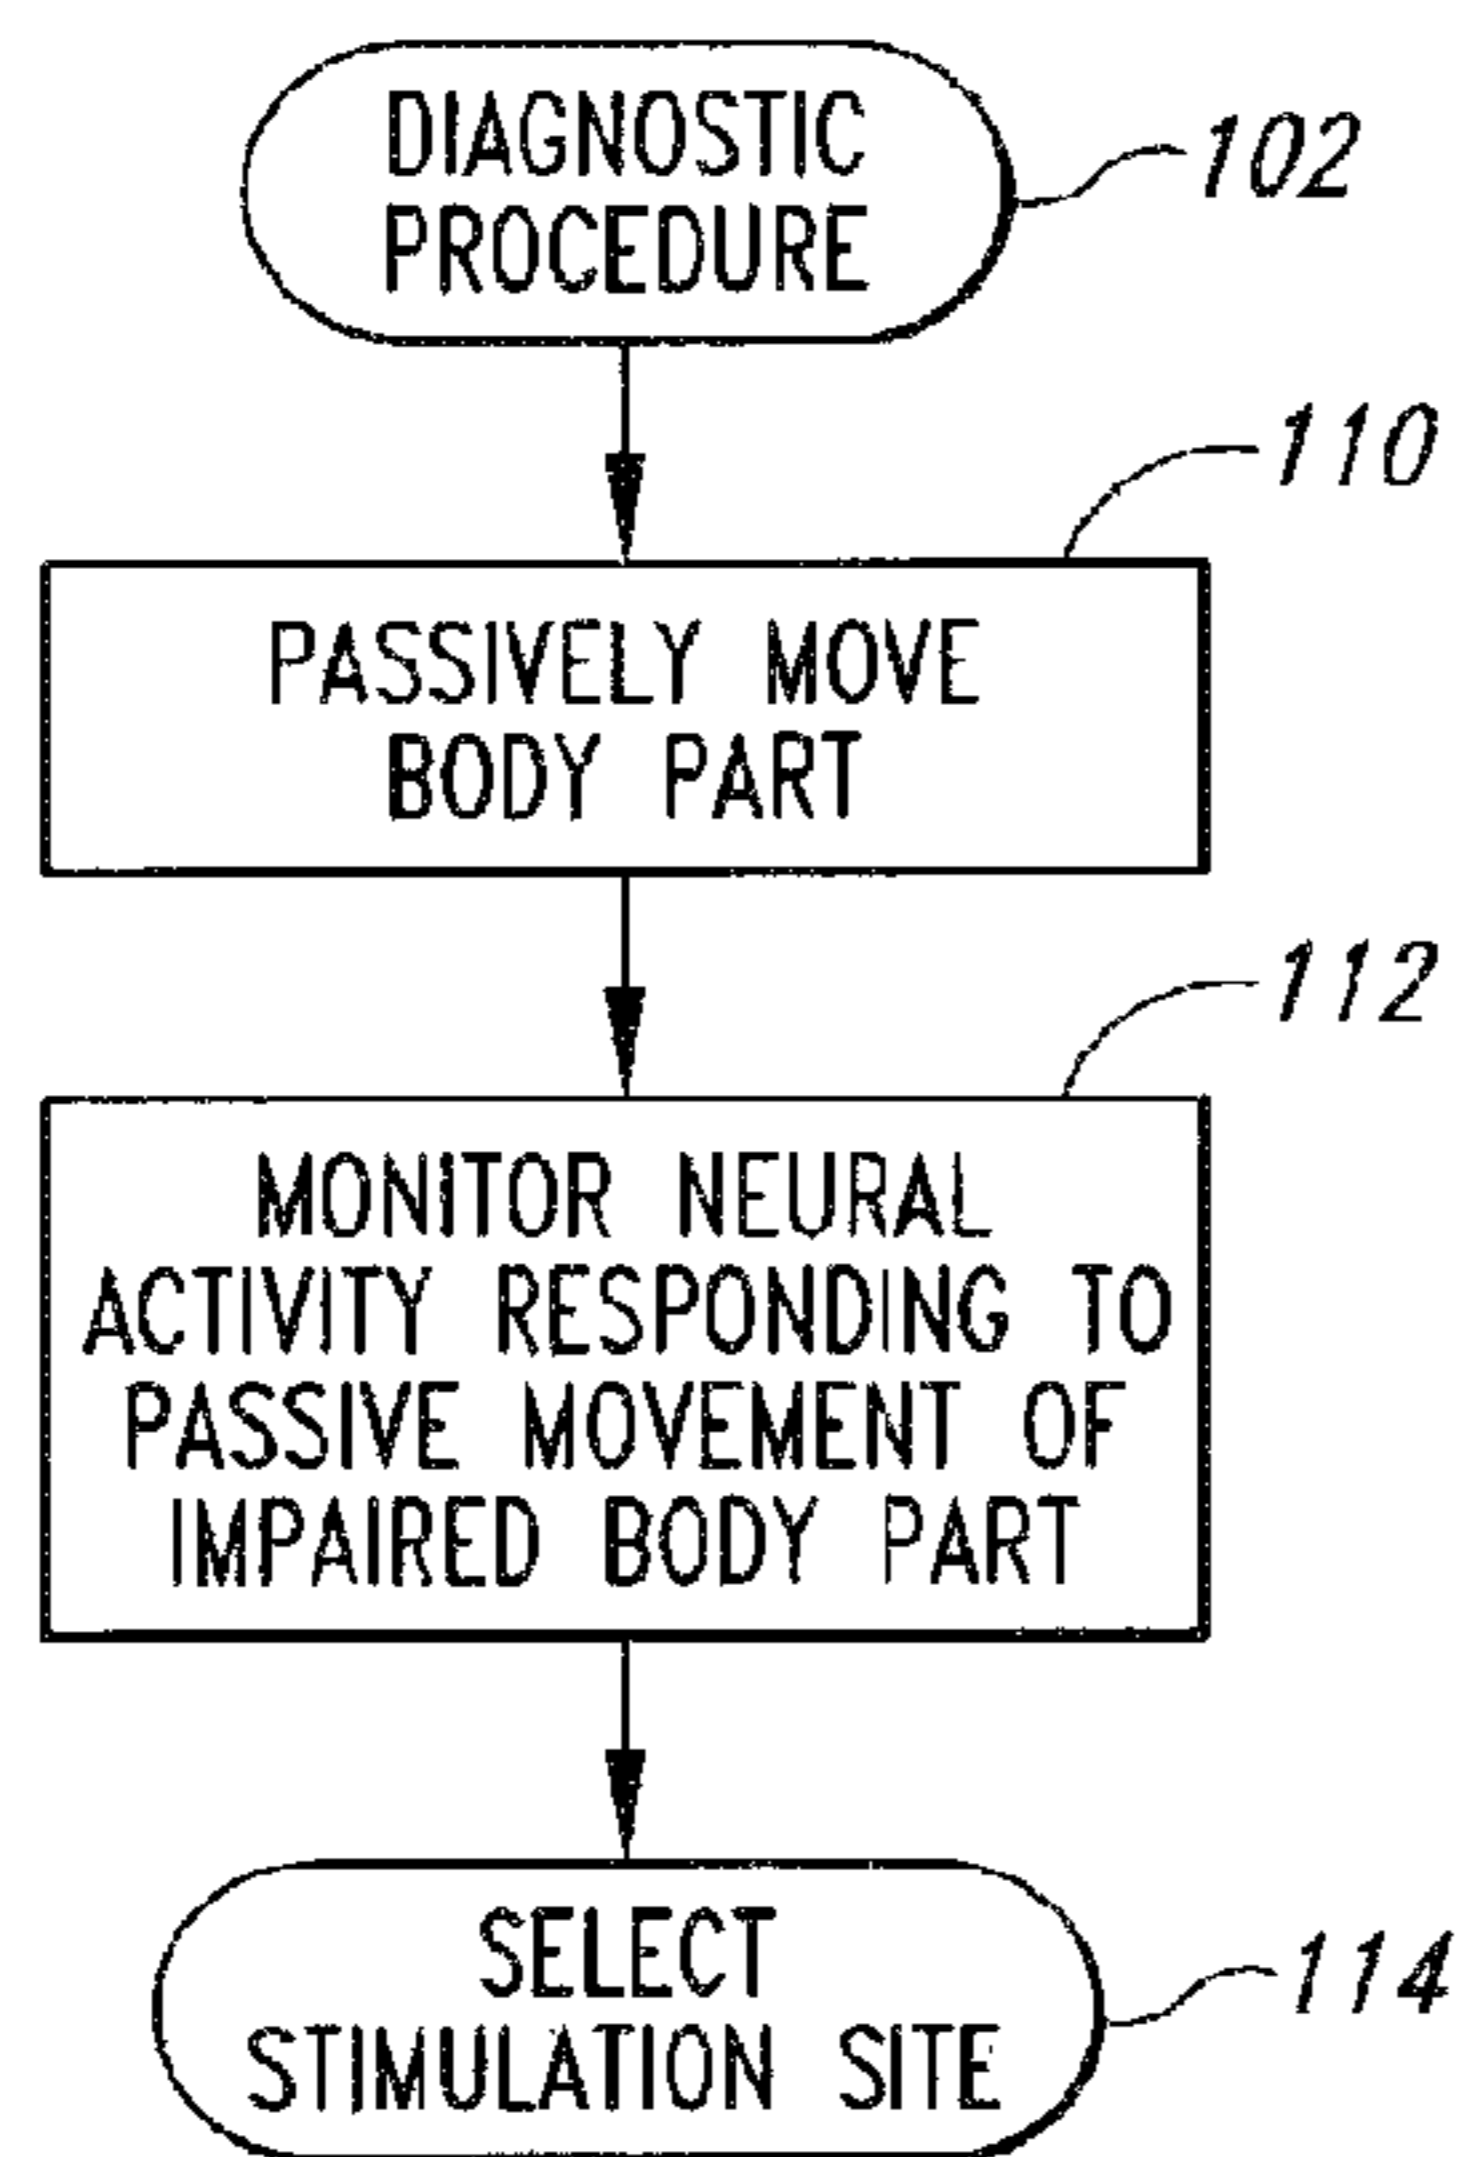 DIAGNOSTIC
PROCEDURE
102
110
PASSIVELY MOVE
BODY PART
112
MONITOR NEURAL
ACTIVITY RESPONDING TO
PASSIVE MOVEMENT OF
IMPAIRED BODY PART
SELECT
STIMULATION SITE
114